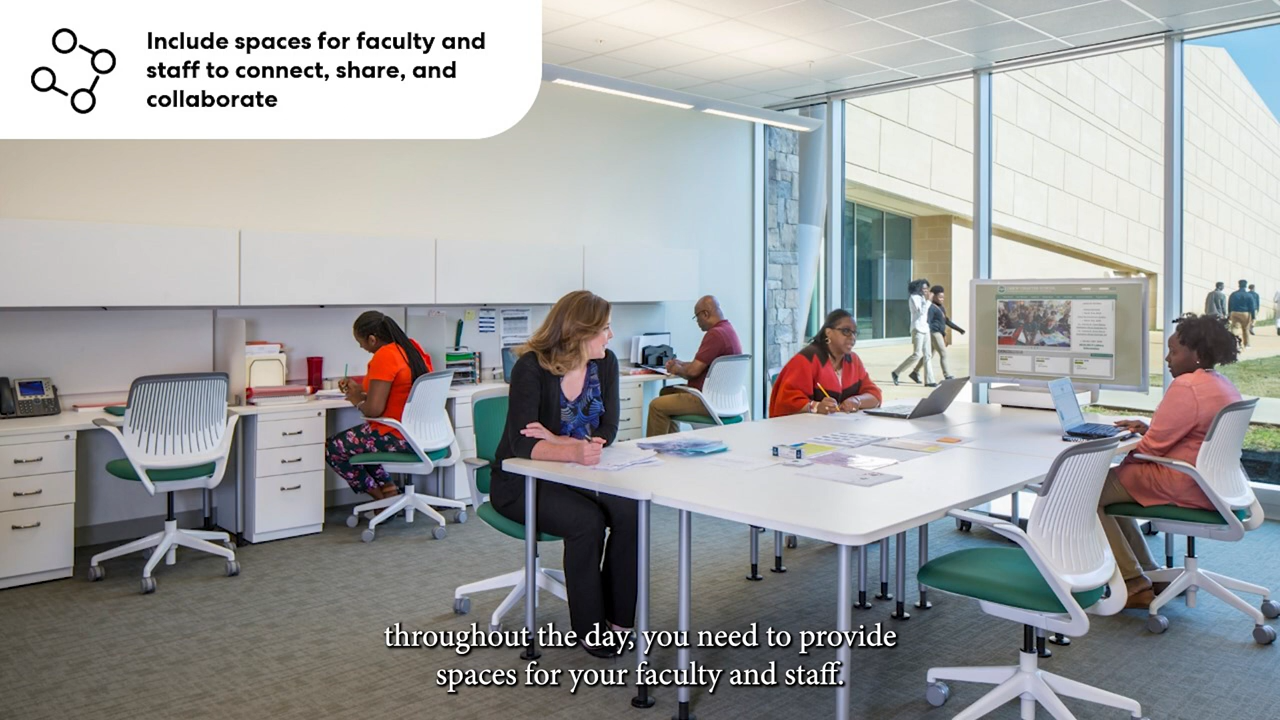 Include spaces for faculty and
staff to connect, share, and
collaborate
throughout the day, you need to provide
spaces for your faculty and staff.